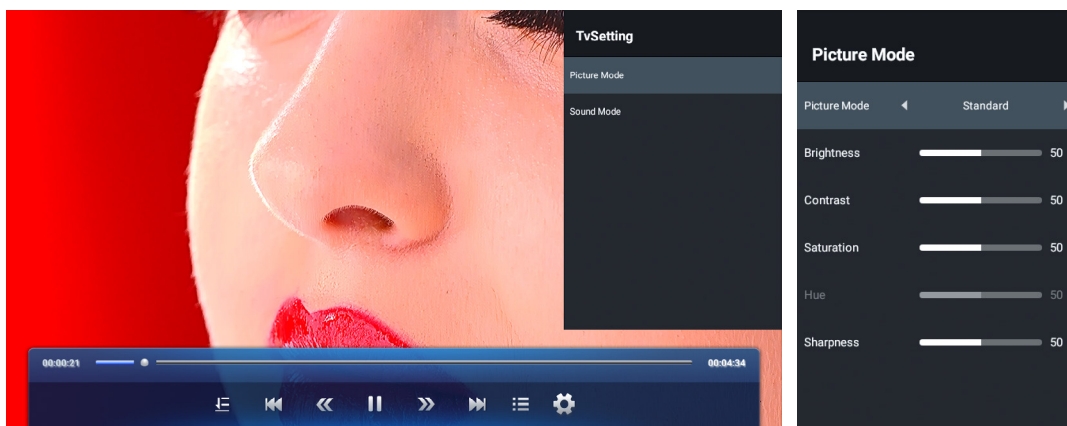 TvSetting
Picture Mode
Sound Mode
00:00:21
00:04:34
Picture Mode
Picture Mode Standard
Brightness 50
Contrast 50
Saturation 50
Hue 50
Sharpness 50